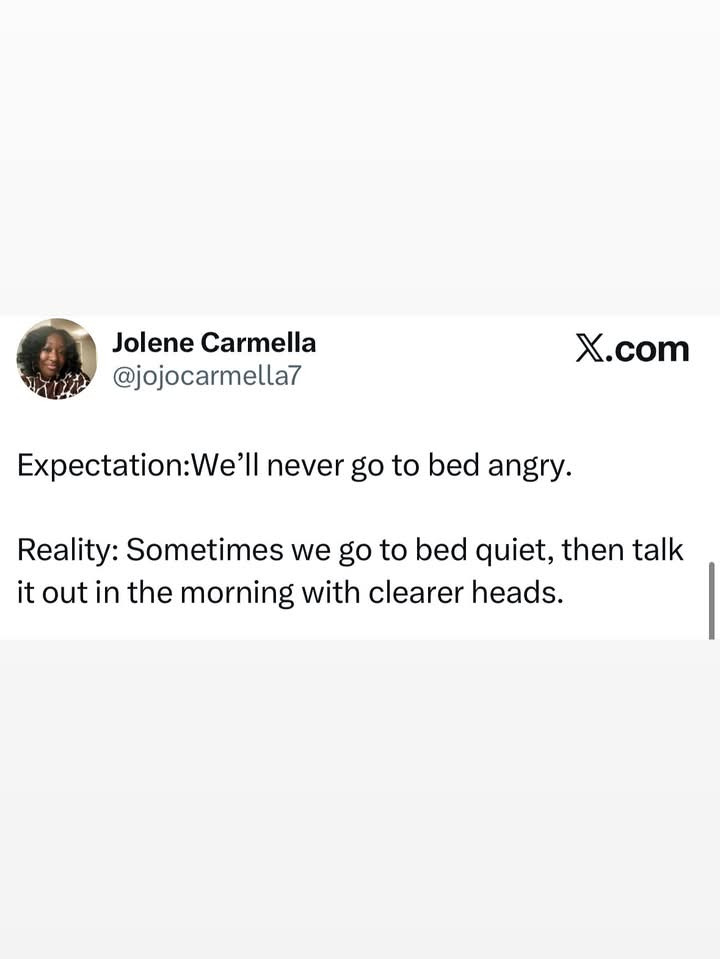 Jolene Carmella
@jojocarmella7
X.com
Expectation:We’ll never go to bed angry.
Reality: Sometimes we go to bed quiet, then talk
it out in the morning with clearer heads.